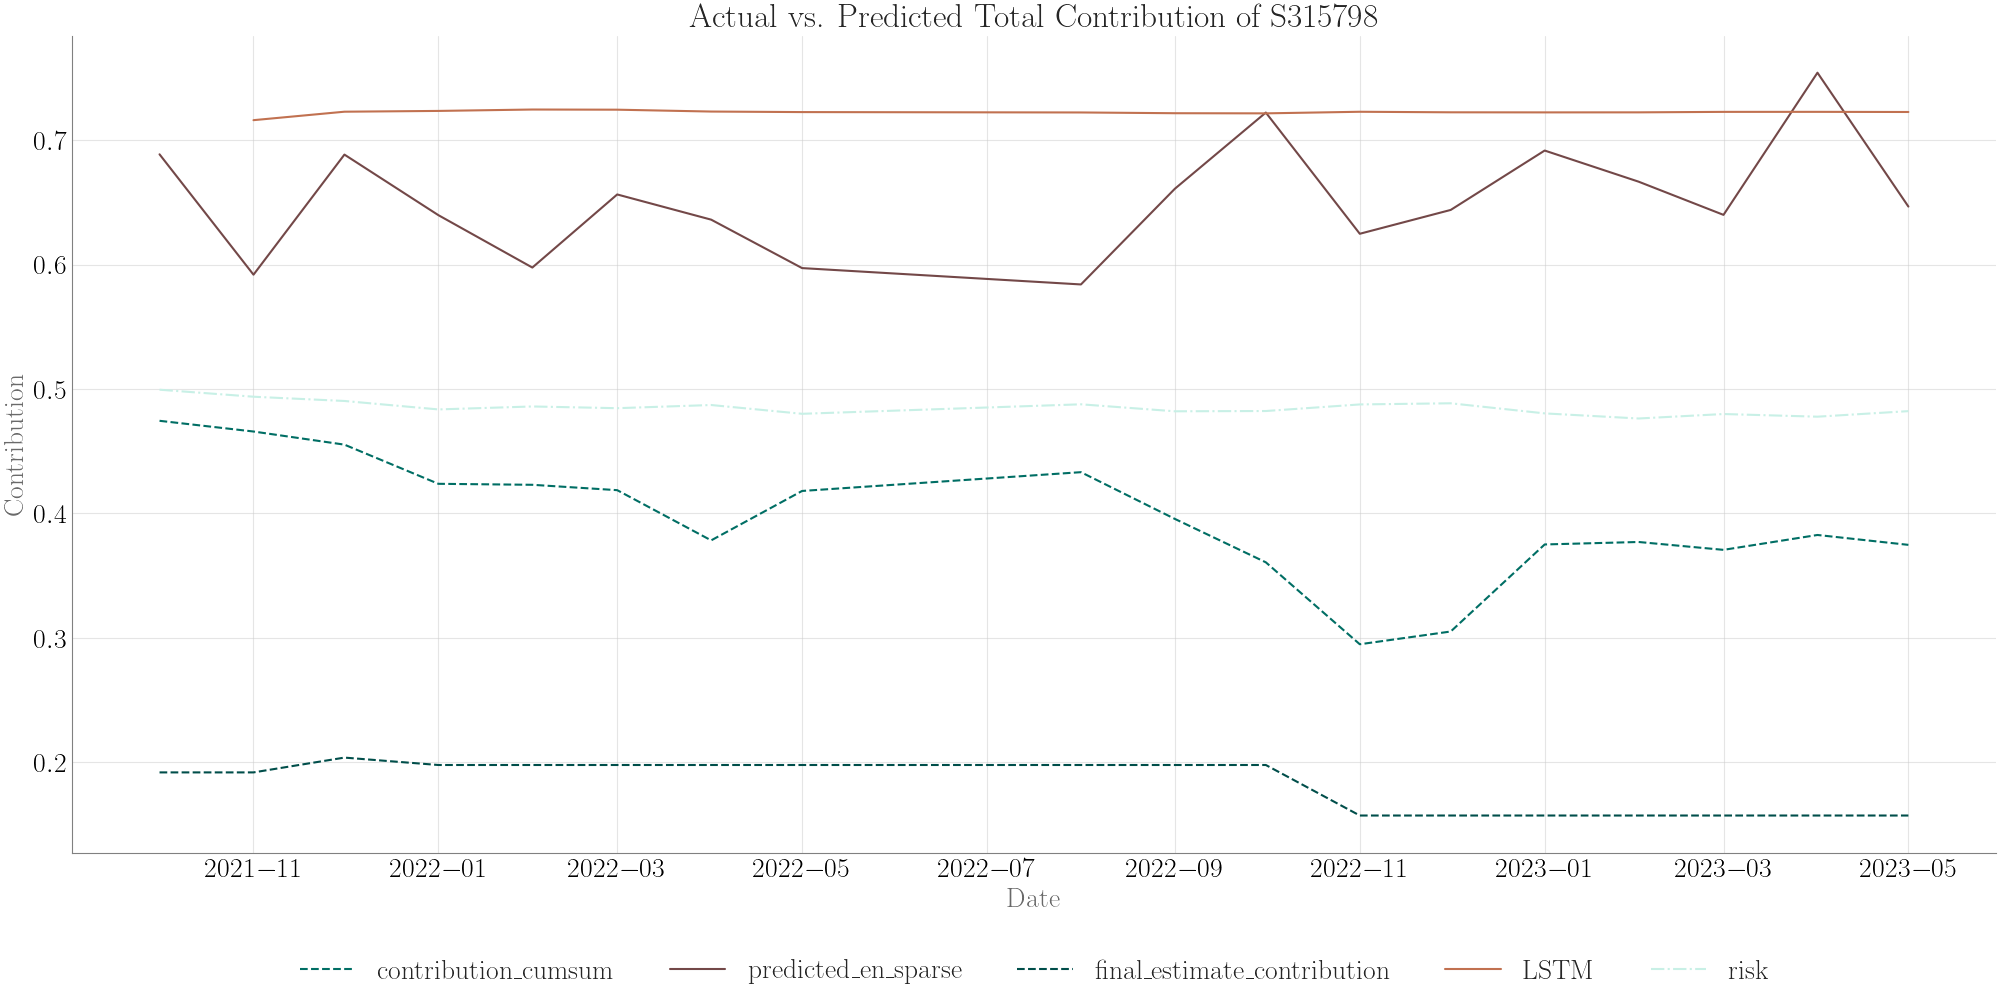 Actual vs. Predicted Total Contribution of S315798
Contribution
0.7
0.6
0.5
0.4
0.3
0.2
2021−11 2022−01 2022−03 2022−05 2022−07 2022−09 2022−11 2023−01 2023−03 2023−05
Date
contribution_cumsum predicted_en_sparse final_estimate_contribution LSTM risk